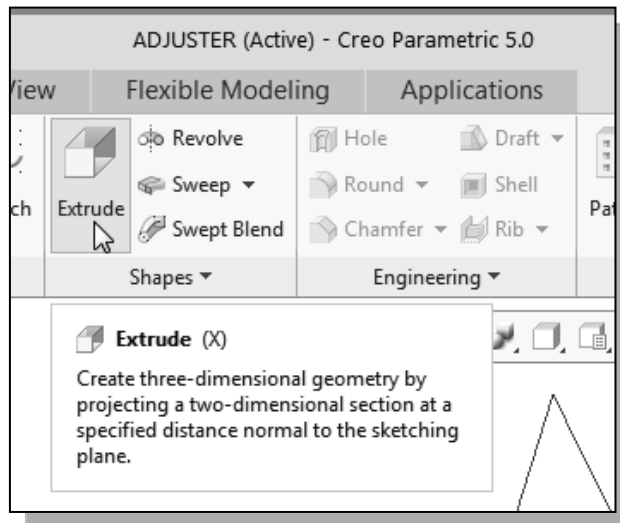 ADJUSTER (Active) - Creo Parametric 5.0
View Flexible Modeling Applications
Extrude
Revolve
Sweep
Swept Blend
Shapes
Hole
Round
Chamfer
Draft
Shell
Rib
Engineering
Extrude (X)
Create three-dimensional geometry by
projecting a two-dimensional section at a
specified distance normal to the sketching
plane.